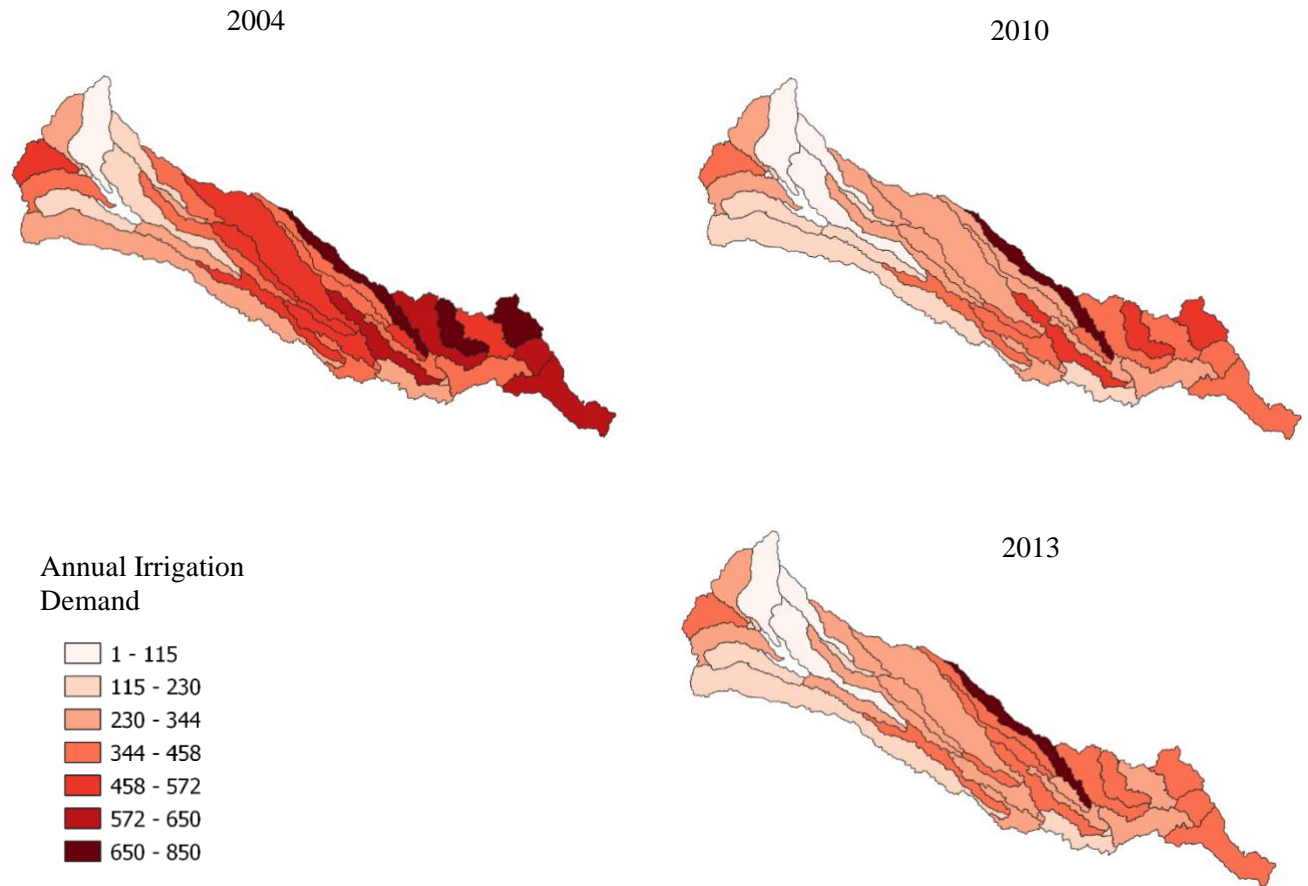 2004
2010
Annual Irrigation
Demand
1 - 115
115 - 230
230 - 344
344 - 458
458 - 572
572 - 650
650 - 850
2013